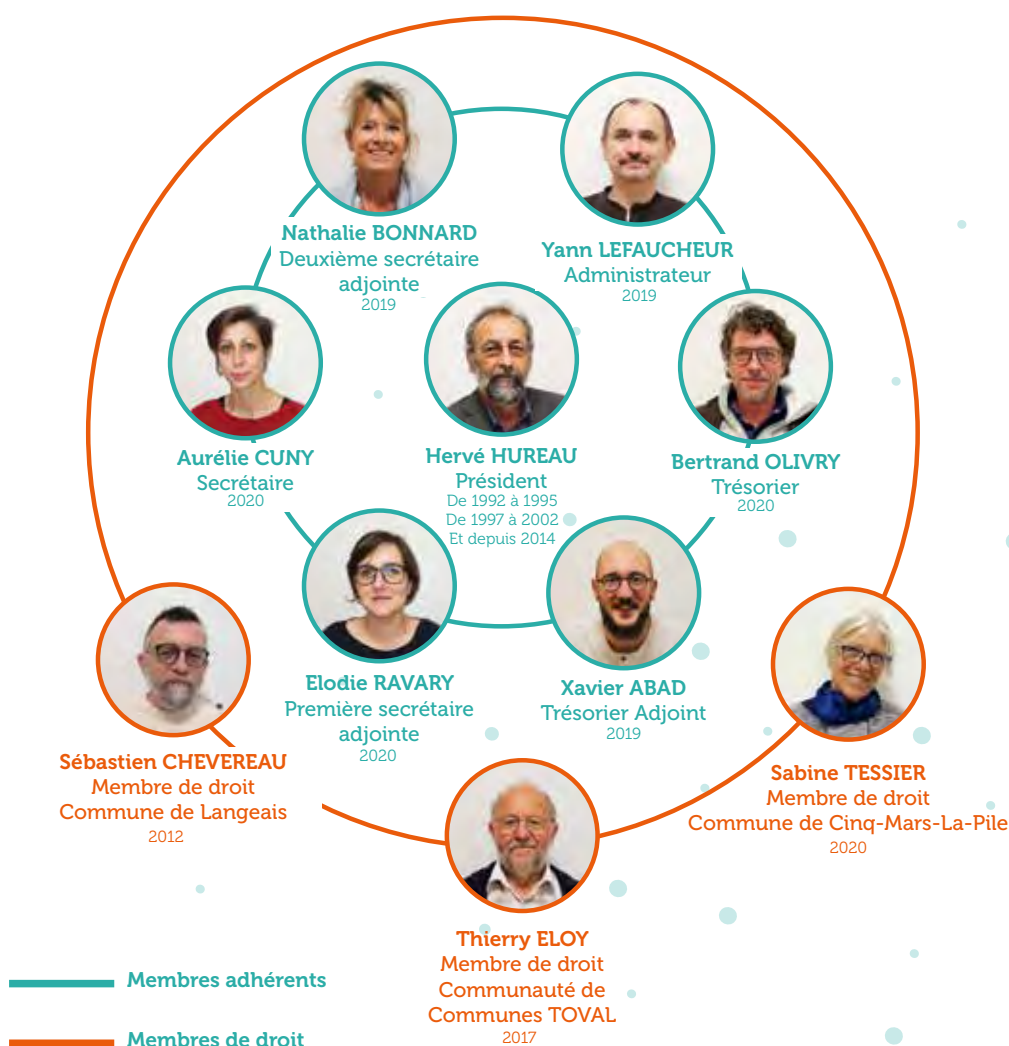 Nathalie BONNARD
Deuxième secrétaire
adjointe
2019
Yann LEFAUCHEUR
Administrateur
2019
Aurélie CUNY
Secrétaire
2020
Hervé HUREAU
Président
De 1992 à 1995
De 1997 à 2002
Et depuis 2014
Bertrand OLIVRY
Trésorier
2020
Elodie RAVARY
Première secrétaire
adjointe
2020
Xavier ABAD
Trésorier Adjoint
2019
Sébastien CHEVEREAU
Membre de droit
Commune de Langeais
2012
Sabine TESSIER
Membre de droit
Commune de Cinq-Mars-La-Pile
2020
Thierry ELOY
Membre de droit
Communauté de
Communes TOVAL
2017
Membres adhérents
Membres de droit